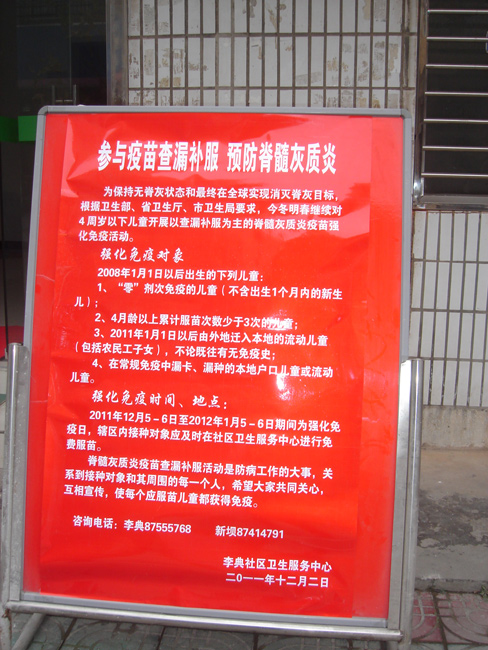 参与疫苗查漏补服 预防脊髓灰质炎
为保持无脊灰状态和最终在全球实现消灭脊灰目标，
根据卫生部、省卫生厅、市卫生局要求，今冬明春继续对
4周岁以下儿童开展以查漏补服为主的脊髓灰质炎疫苗强
化免疫活动。
强化免疫对象
2008年1月1日以后出生的下列儿童：
1、“零”剂次免疫的儿童（不含出生1个月内的新生
儿）；
2、4月龄以上累计服苗次数少于3次的儿童；
3、2011年1月1日以后由外地迁入本地的流动儿童
（包括农民工子女），不论既往有无免疫史；
4、在常规免疫中漏卡、漏种的本地户口儿童或流动
儿童。
强化免疫时间、地点：
2011年12月5－6日至2012年1月5－6日期间为强化免
疫日，辖区内接种对象应及时在社区卫生服务中心进行免
费服苗。
脊髓灰质炎疫苗查漏补服活动是防病工作的大事，关
系到接种对象和其周围的每一个人，希望大家共同关心，
互相宣传，使每个应服苗儿童都获得免疫。
咨询电话：李典87555768 新坝87414791
李典社区卫生服务中心
二0一一年十二月二日